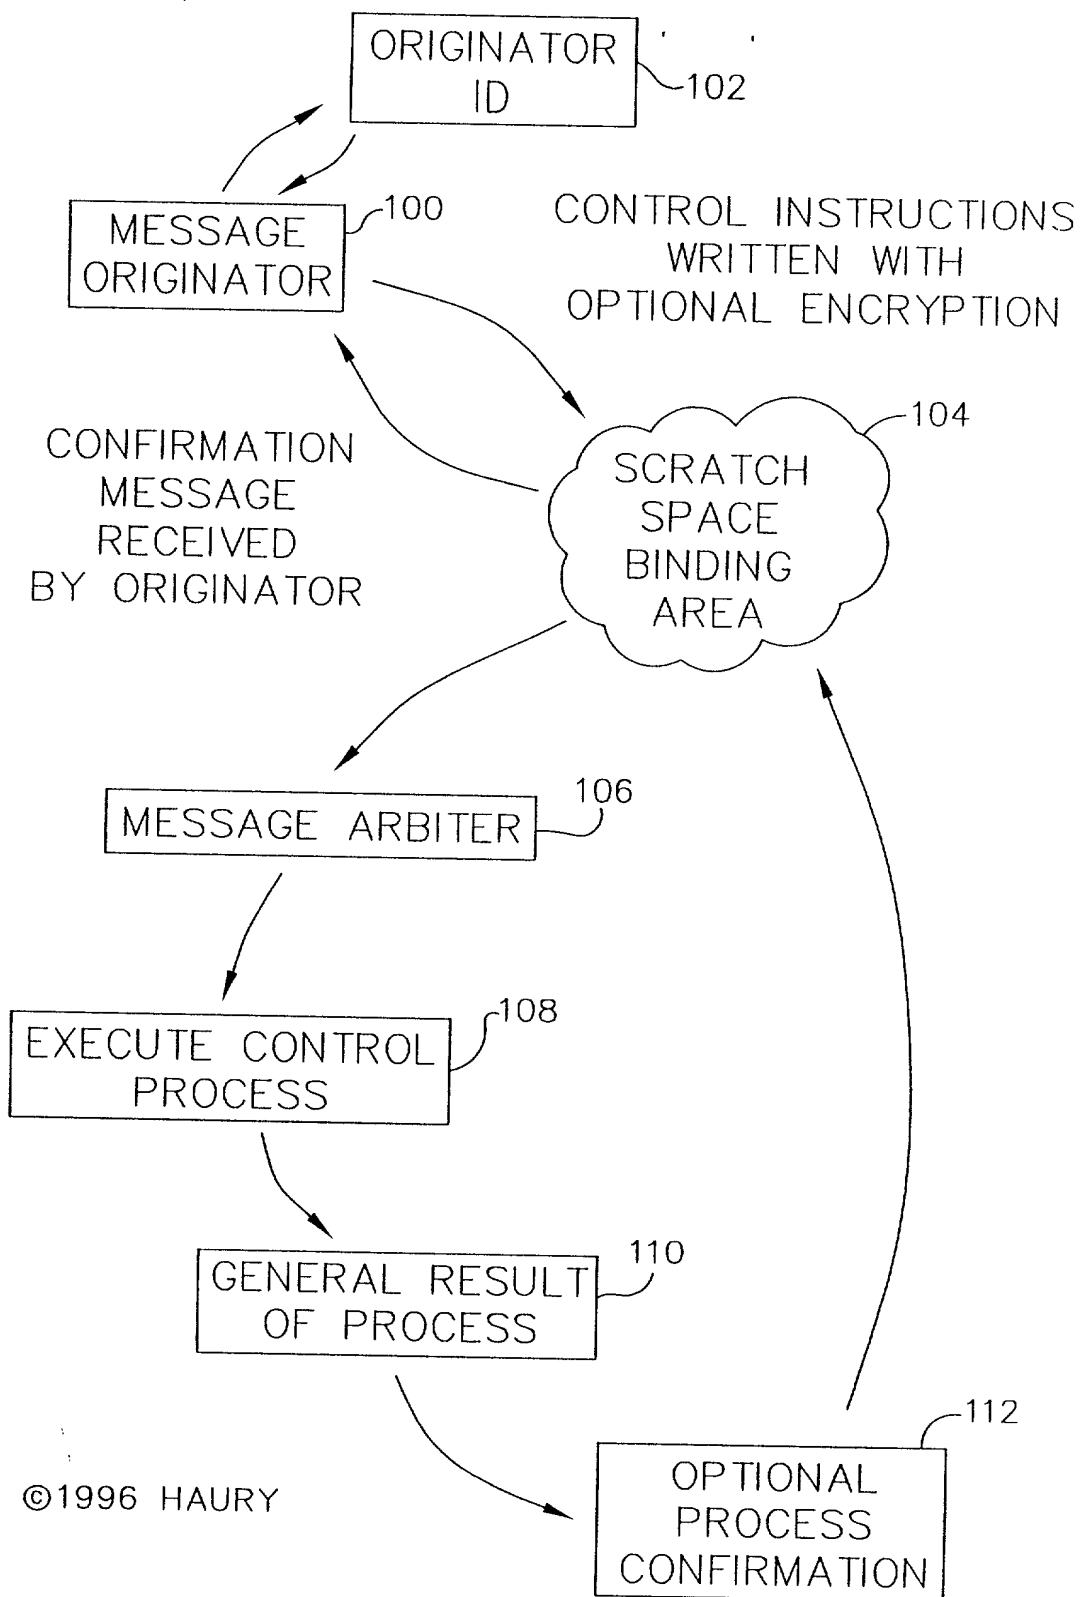 ORIGINATOR
ID
102
MESSAGE
ORIGINATOR
100
CONTROL INSTRUCTIONS
WRITTEN WITH
OPTIONAL ENCRYPTION
104
CONFIRMATION
MESSAGE
RECEIVED
BY ORIGINATOR
SCRATCH
SPACE
BINDING
AREA
106
MESSAGE ARBITER
108
EXECUTE CONTROL
PROCESS
110
GENERAL RESULT
OF PROCESS
112
OPTIONAL
PROCESS
CONFIRMATION
©1996 HAURY